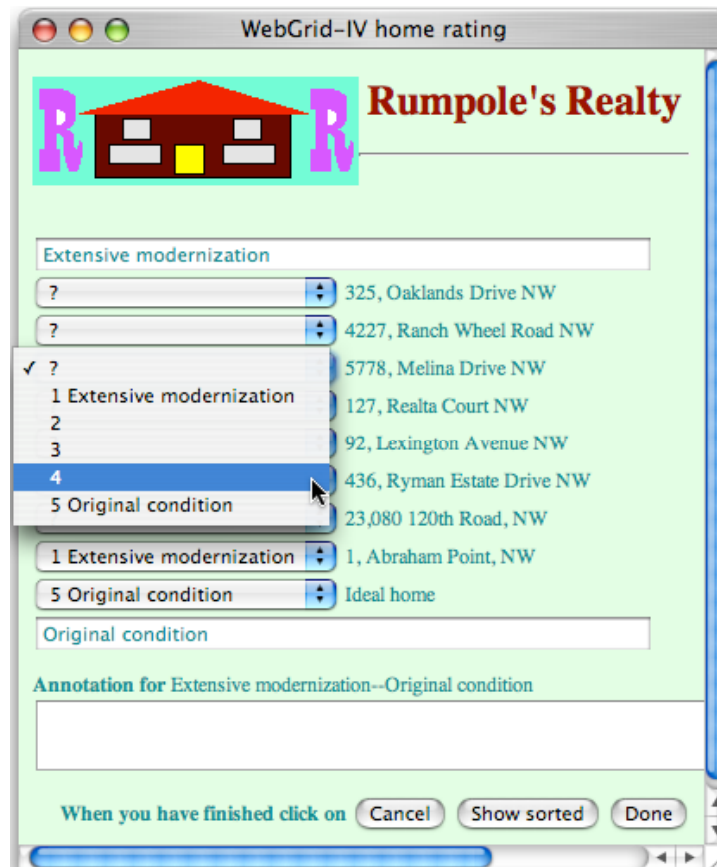 WebGrid-IV home rating
R R
Rumpole's Realty
Extensive modernization
? 325, Oaklands Drive NW
? 4227, Ranch Wheel Road NW
✓ ? 5778, Melina Drive NW
1 Extensive modernization 127, Realta Court NW
2
3 92, Lexington Avenue NW
4 436, Ryman Estate Drive NW
5 Original condition 23,080 120th Road, NW
1 Extensive modernization 1, Abraham Point, NW
5 Original condition Ideal home
Original condition
Annotation for Extensive modernization--Original condition
When you have finished click on Cancel Show sorted Done